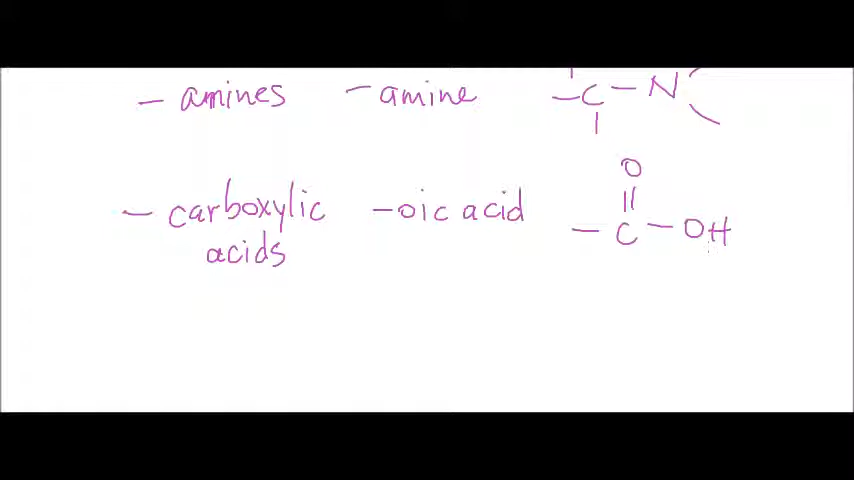 – amines –amine –C–N
– carboxylic acids –oic acid O
–C–OH